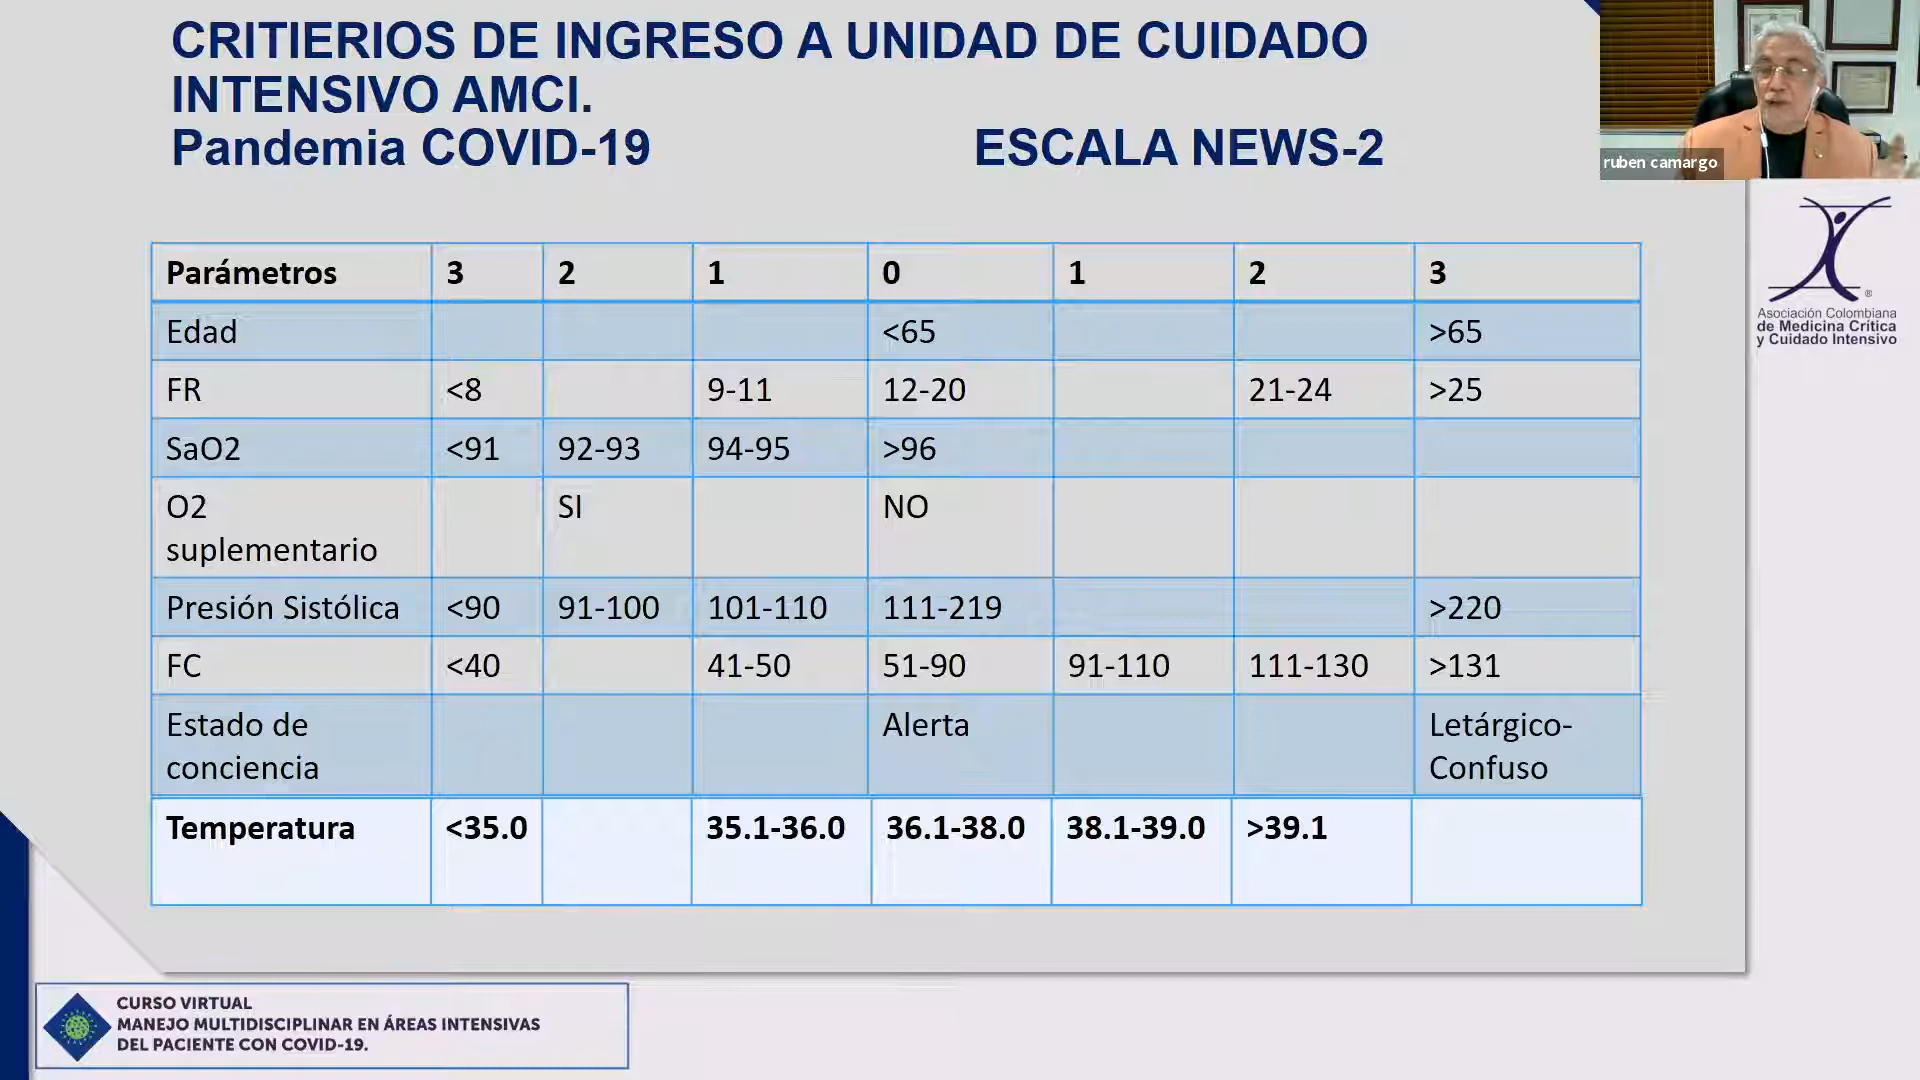 CRITIERIOS DE INGRESO A UNIDAD DE CUIDADO
INTENSIVO AMCI.
Pandemia COVID-19 ESCALA NEWS-2
ruben camargo
Asociación Colombiana
de Medicina Crítica
y Cuidado Intensivo
®
Parámetros 3 2 1 0 1 2 3
Edad <65 >65
FR <8 9-11 12-20 21-24 >25
SaO2 <91 92-93 94-95 >96
O2 SI NO
suplementario
Presión Sistólica <90 91-100 101-110 111-219 >220
FC <40 41-50 51-90 91-110 111-130 >131
Estado de Alerta Letárgico-
conciencia Confuso
Temperatura <35.0 35.1-36.0 36.1-38.0 38.1-39.0 >39.1
CURSO VIRTUAL
MANEJO MULTIDISCIPLINAR EN ÁREAS INTENSIVAS
DEL PACIENTE CON COVID-19.